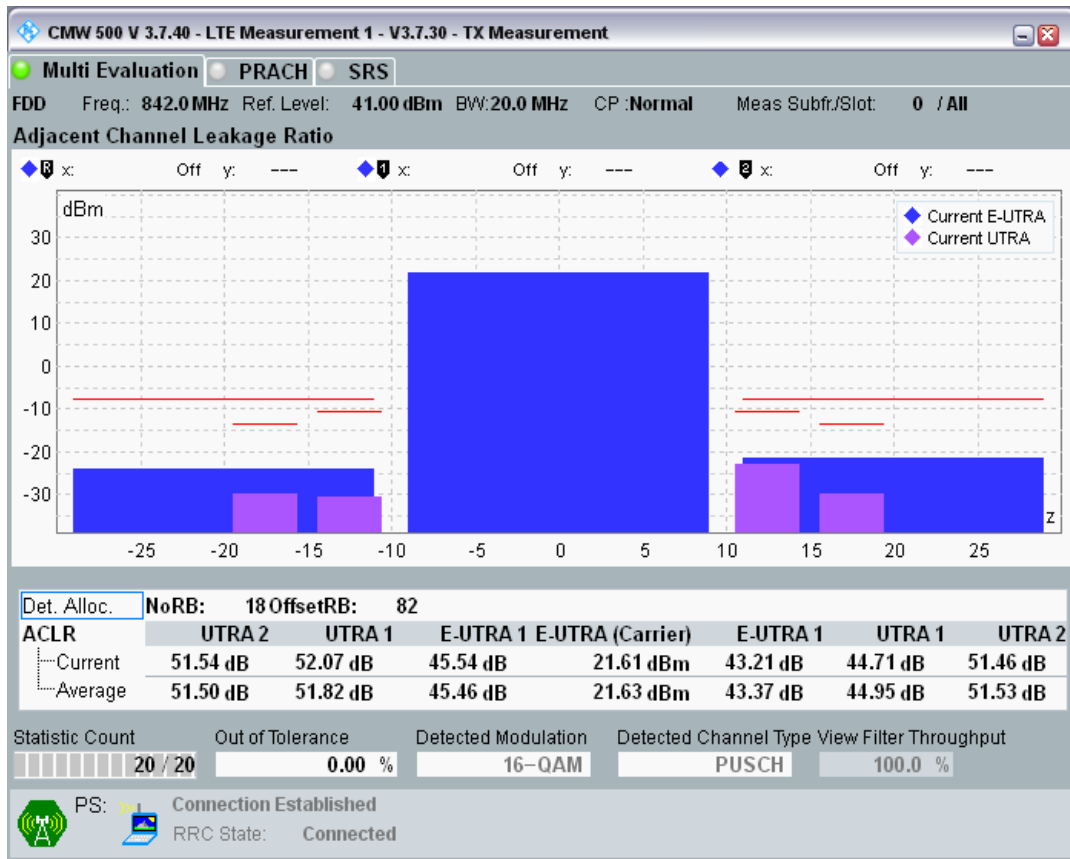 CMW 500 V 3.7.40 - LTE Measurement 1 - V3.7.30 - TX Measurement
Multi Evaluation PRACH SRS
FDD Freq.: 842.0 MHz Ref. Level: 41.00 dBm BW: 20.0 MHz CP : Normal Meas Subfr./Slot: 0 / All
Adjacent Channel Leakage Ratio
R x: Off y: --- 1 x: Off y: --- 2 x: Off y: ---
dBm
Current E-UTRA
Current UTRA
30
20
10
0
-10
-20
-30
z
-25 -20 -15 -10 -5 0 5 10 15 20 25
Det. Alloc. NoRB: 18 OffsetRB: 82
ACLR UTRA 2 UTRA 1 E-UTRA 1 E-UTRA (Carrier) E-UTRA 1 UTRA 1 UTRA 2
Current 51.54 dB 52.07 dB 45.54 dB 21.61 dBm 43.21 dB 44.71 dB 51.46 dB
Average 51.50 dB 51.82 dB 45.46 dB 21.63 dBm 43.37 dB 44.95 dB 51.53 dB
Statistic Count Out of Tolerance Detected Modulation Detected Channel Type View Filter Throughput
20 / 20 0.00 % 16-QAM PUSCH 100.0 %
PS: Connection Established
RRC State: Connected